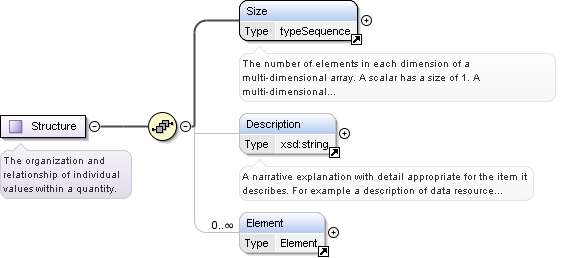 Size
Type typeSequence
The number of elements in each dimension of a
multi-dimensional array. A scalar has a size of 1. A
multi-dimensional...
Structure
The organization and
relationship of individual
values within a quantity.
Description
Type xsd:string
A narrative explanation with detail appropriate for the item it
describes. For example a description of data resource...
0..∞
Element
Type Element